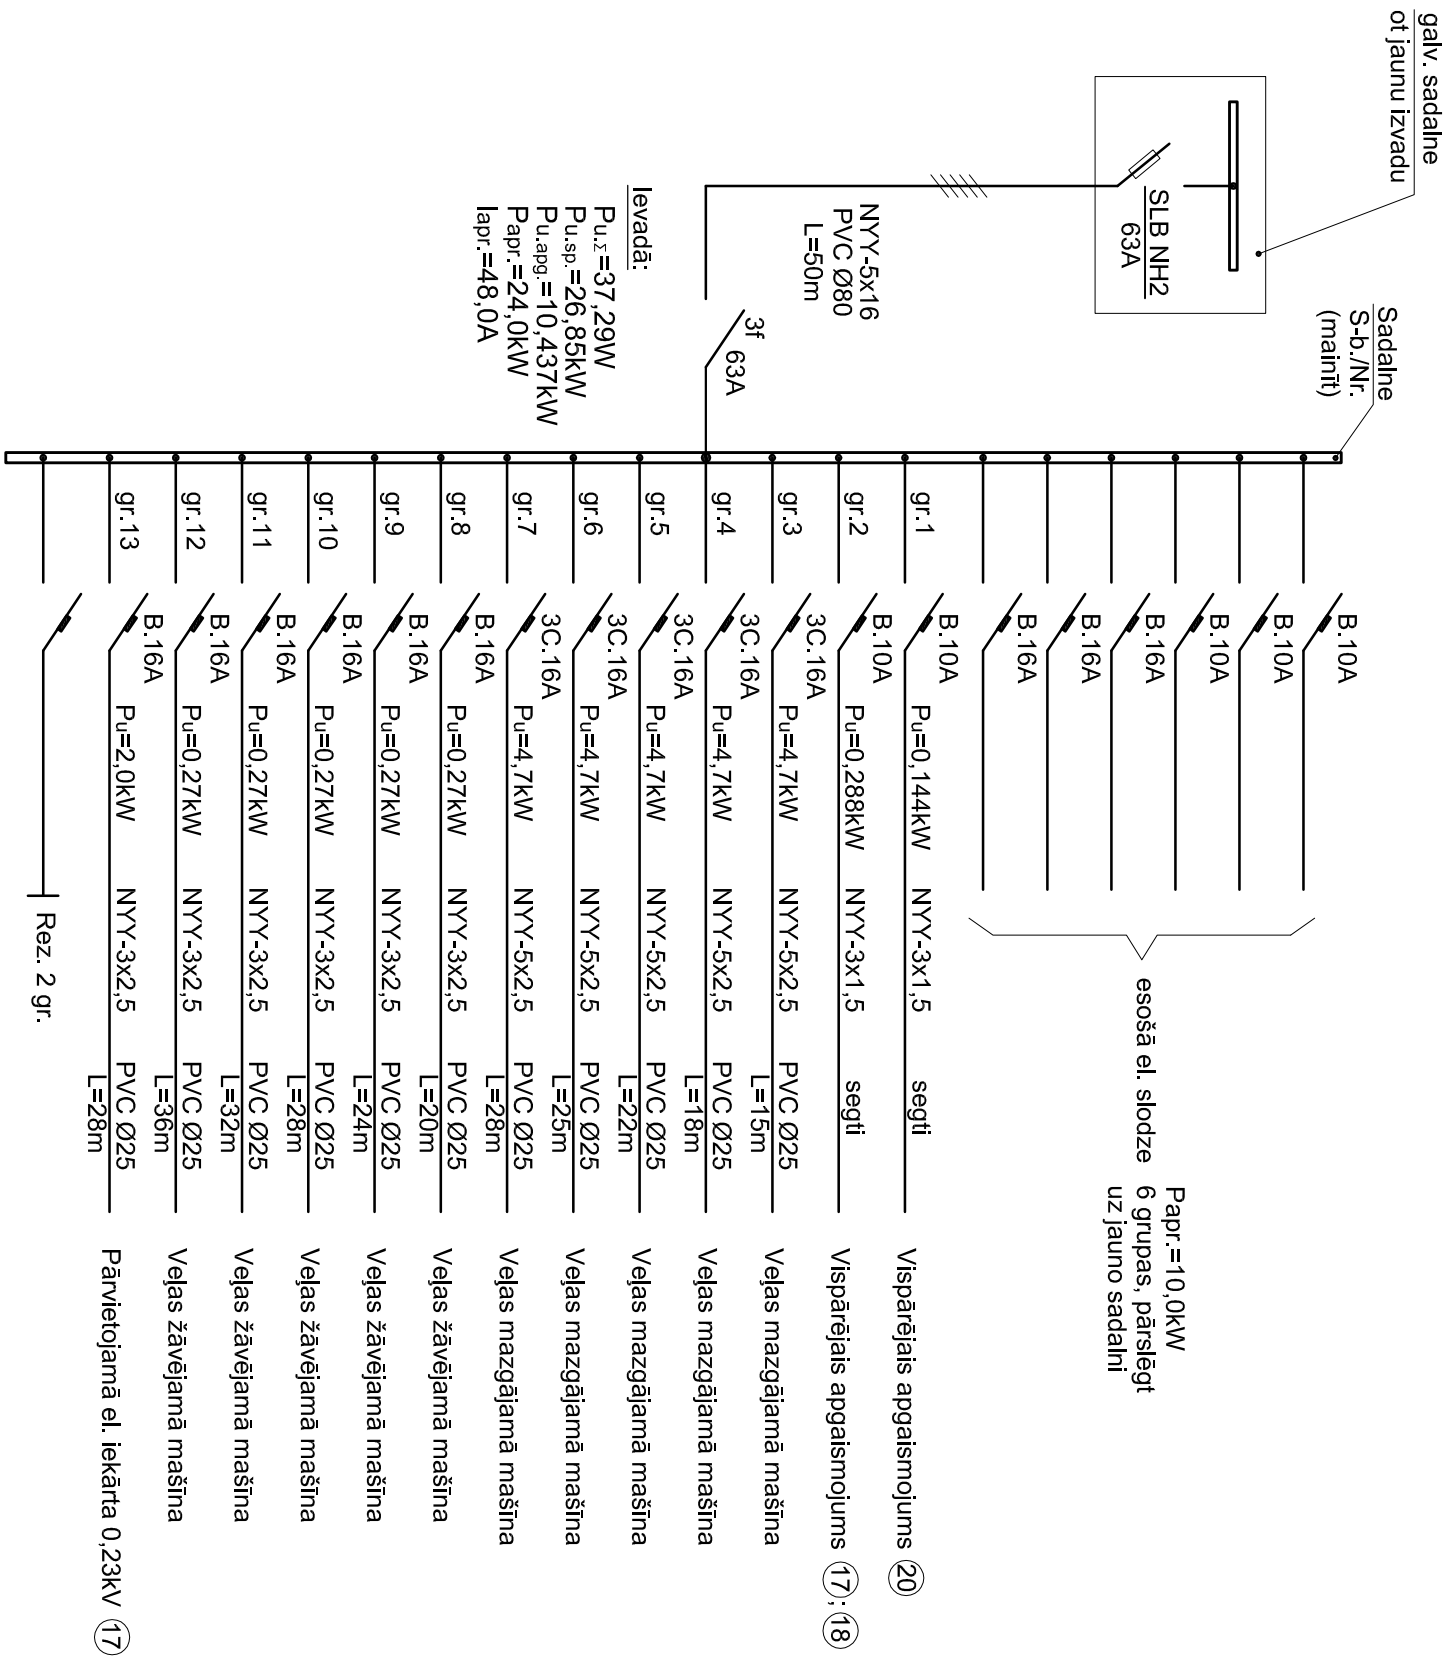 galv. sadalne
ot jaunu izvadu
SLB NH2
63A
Sadalne
S-b./Nr.
(mainīt)
NYY-5x16
PVC Ø80
L=50m
3f
63A
Ievadā:
Pu.Σ=37,29W
Pu.sp.=26,85kW
Pu.apg.=10,437kW
Papr.=24,0kW
Iapr.=48,0A
B.10A
B.10A
B.10A
B.16A
B.16A
B.16A
esošā el. slodze
Papr.=10,0kW
6 grupas, pārslēgt
uz jauno sadalni
gr.1 B.10A Pu=0,144kW NYY-3x1,5 segti Vispārējais apgaismojums 20
gr.2 B.10A Pu=0,288kW NYY-3x1,5 segti Vispārējais apgaismojums 17; 18
gr.3 3C.16A Pu=4,7kW NYY-5x2,5 PVC Ø25 Veļas mazgājamā mašīna
L=15m
gr.4 3C.16A Pu=4,7kW NYY-5x2,5 PVC Ø25 Veļas mazgājamā mašīna
L=18m
gr.5 3C.16A Pu=4,7kW NYY-5x2,5 PVC Ø25 Veļas mazgājamā mašīna
L=22m
gr.6 3C.16A Pu=4,7kW NYY-5x2,5 PVC Ø25 Veļas mazgājamā mašīna
L=25m
gr.7 3C.16A Pu=4,7kW NYY-5x2,5 PVC Ø25 Veļas mazgājamā mašīna
L=28m
gr.8 B.16A Pu=0,27kW NYY-3x2,5 PVC Ø25 Veļas žāvējamā mašīna
L=20m
gr.9 B.16A Pu=0,27kW NYY-3x2,5 PVC Ø25 Veļas žāvējamā mašīna
L=24m
gr.10 B.16A Pu=0,27kW NYY-3x2,5 PVC Ø25 Veļas žāvējamā mašīna
L=28m
gr.11 B.16A Pu=0,27kW NYY-3x2,5 PVC Ø25 Veļas žāvējamā mašīna
L=32m
gr.12 B.16A Pu=0,27kW NYY-3x2,5 PVC Ø25 Veļas žāvējamā mašīna
L=36m
gr.13 B.16A Pu=2,0kW NYY-3x2,5 PVC Ø25 Pārvietojamā el. iekārta 0,23kV 17
L=28m
Rez. 2 gr.